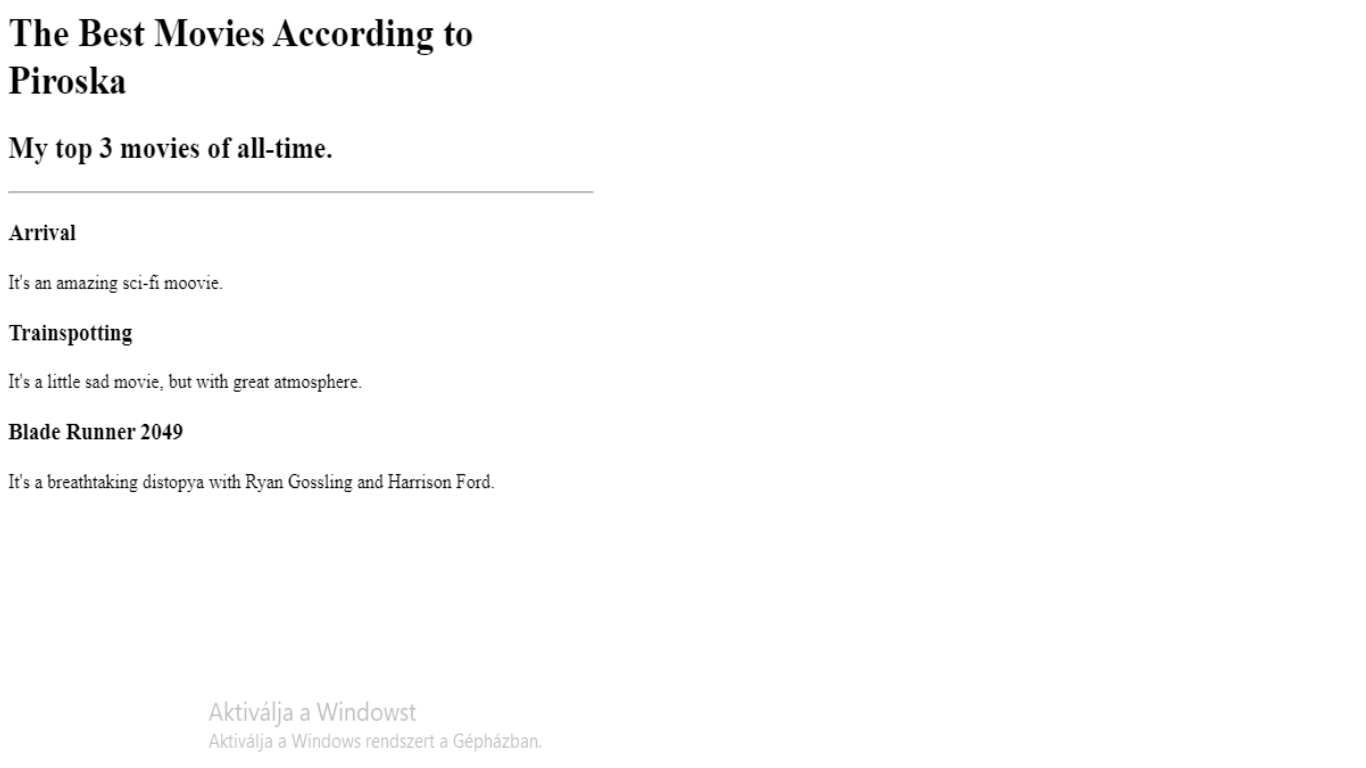 The Best Movies According to
Piroska
My top 3 movies of all-time.
Arrival
It's an amazing sci-fi moovie.
Trainspotting
It's a little sad movie, but with great atmosphere.
Blade Runner 2049
It's a breathtaking distopya with Ryan Gossling and Harrison Ford.
Aktiválja a Windowst
Aktiválja a Windows rendszert a Gépházban.